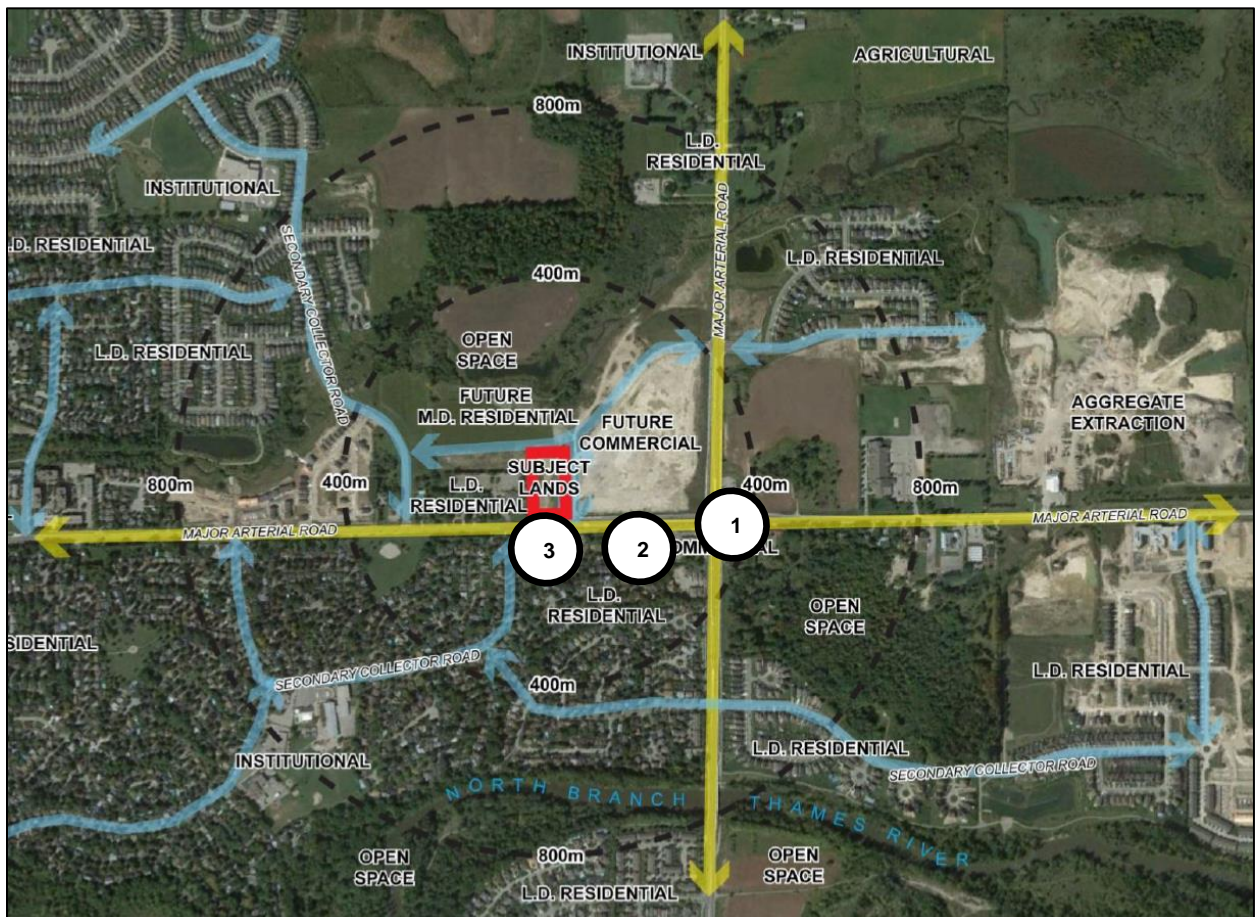 INSTITUTIONAL
AGRICULTURAL
800m
L.D.
RESIDENTIAL
INSTITUTIONAL
MAJOR ARTERIAL ROAD
SECONDARY COLLECTOR ROAD
L.D. RESIDENTIAL
L.D. RESIDENTIAL
400m
OPEN
SPACE
L.D. RESIDENTIAL
FUTURE
M.D. RESIDENTIAL
FUTURE
COMMERCIAL
AGGREGATE
EXTRACTION
SUBJECT
LANDS
800m
400m
L.D.
RESIDENTIAL
400m
800m
MAJOR ARTERIAL ROAD
MAJOR ARTERIAL ROAD
1
2
3
L.D.
RESIDENTIAL
OPEN
SPACE
SECONDARY COLLECTOR ROAD
400m
L.D. RESIDENTIAL
L.D. RESIDENTIAL
INSTITUTIONAL
SECONDARY COLLECTOR ROAD
NORTH BRANCH THAMES RIVER
OPEN
SPACE
800m
L.D. RESIDENTIAL
OPEN
SPACE